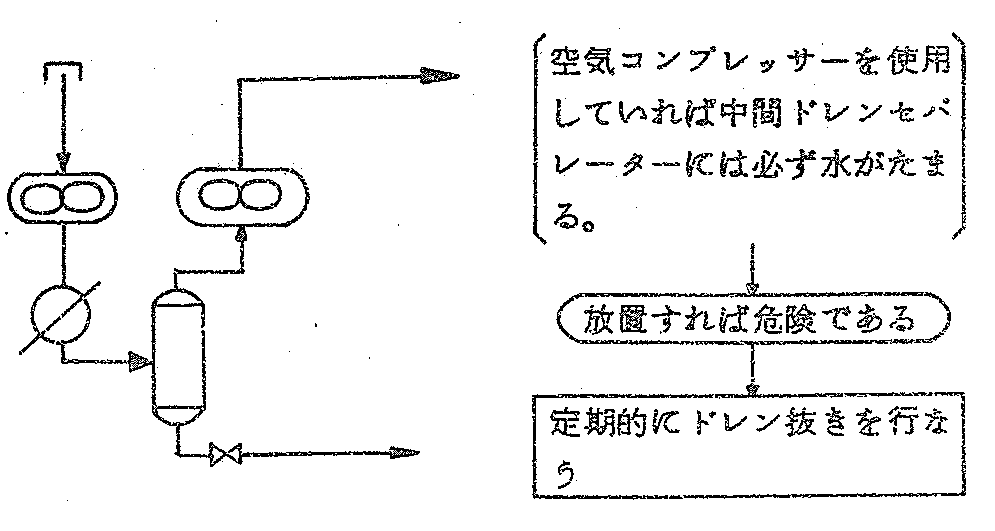 空気コンプレッサーを使用
していれば中間ドレンセパ
レーターには必ず水がたま
る。
放置すれば危険である
定期的にドレン抜きを行な
う